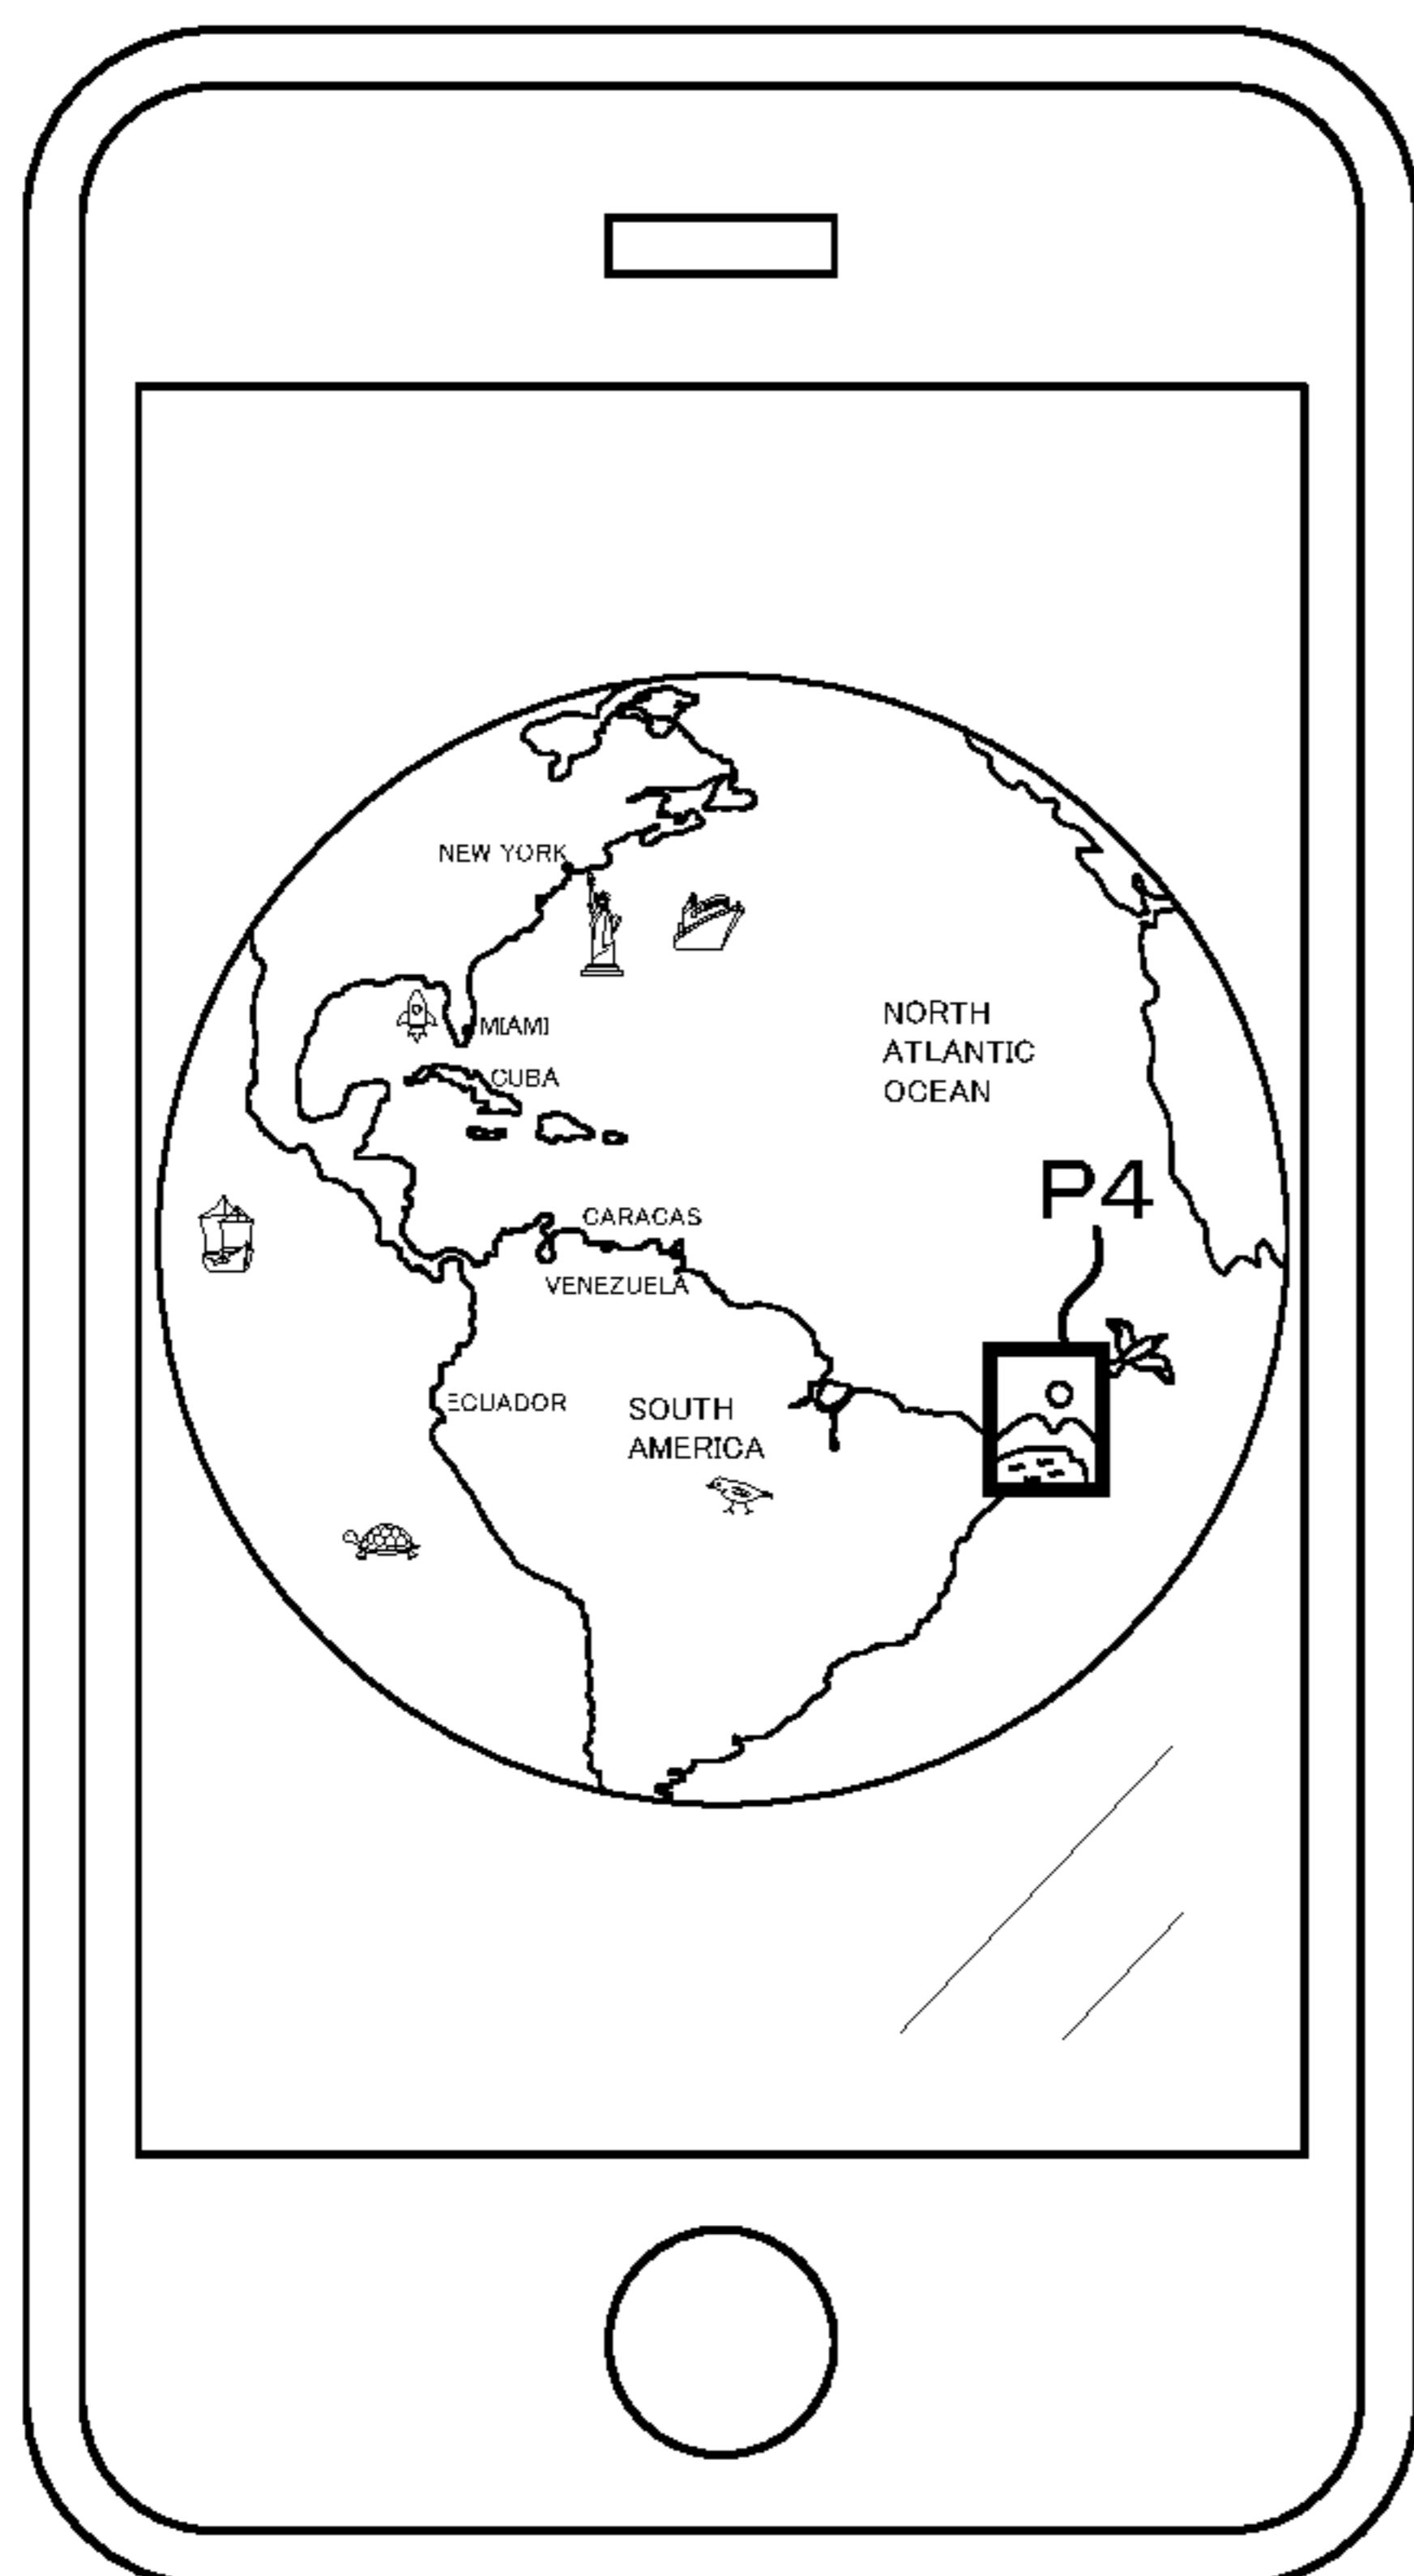 NEW YORK
MIAMI
CUBA
NORTH
ATLANTIC
OCEAN
P4
CARACAS
VENEZUELA
ECUADOR
SOUTH
AMERICA